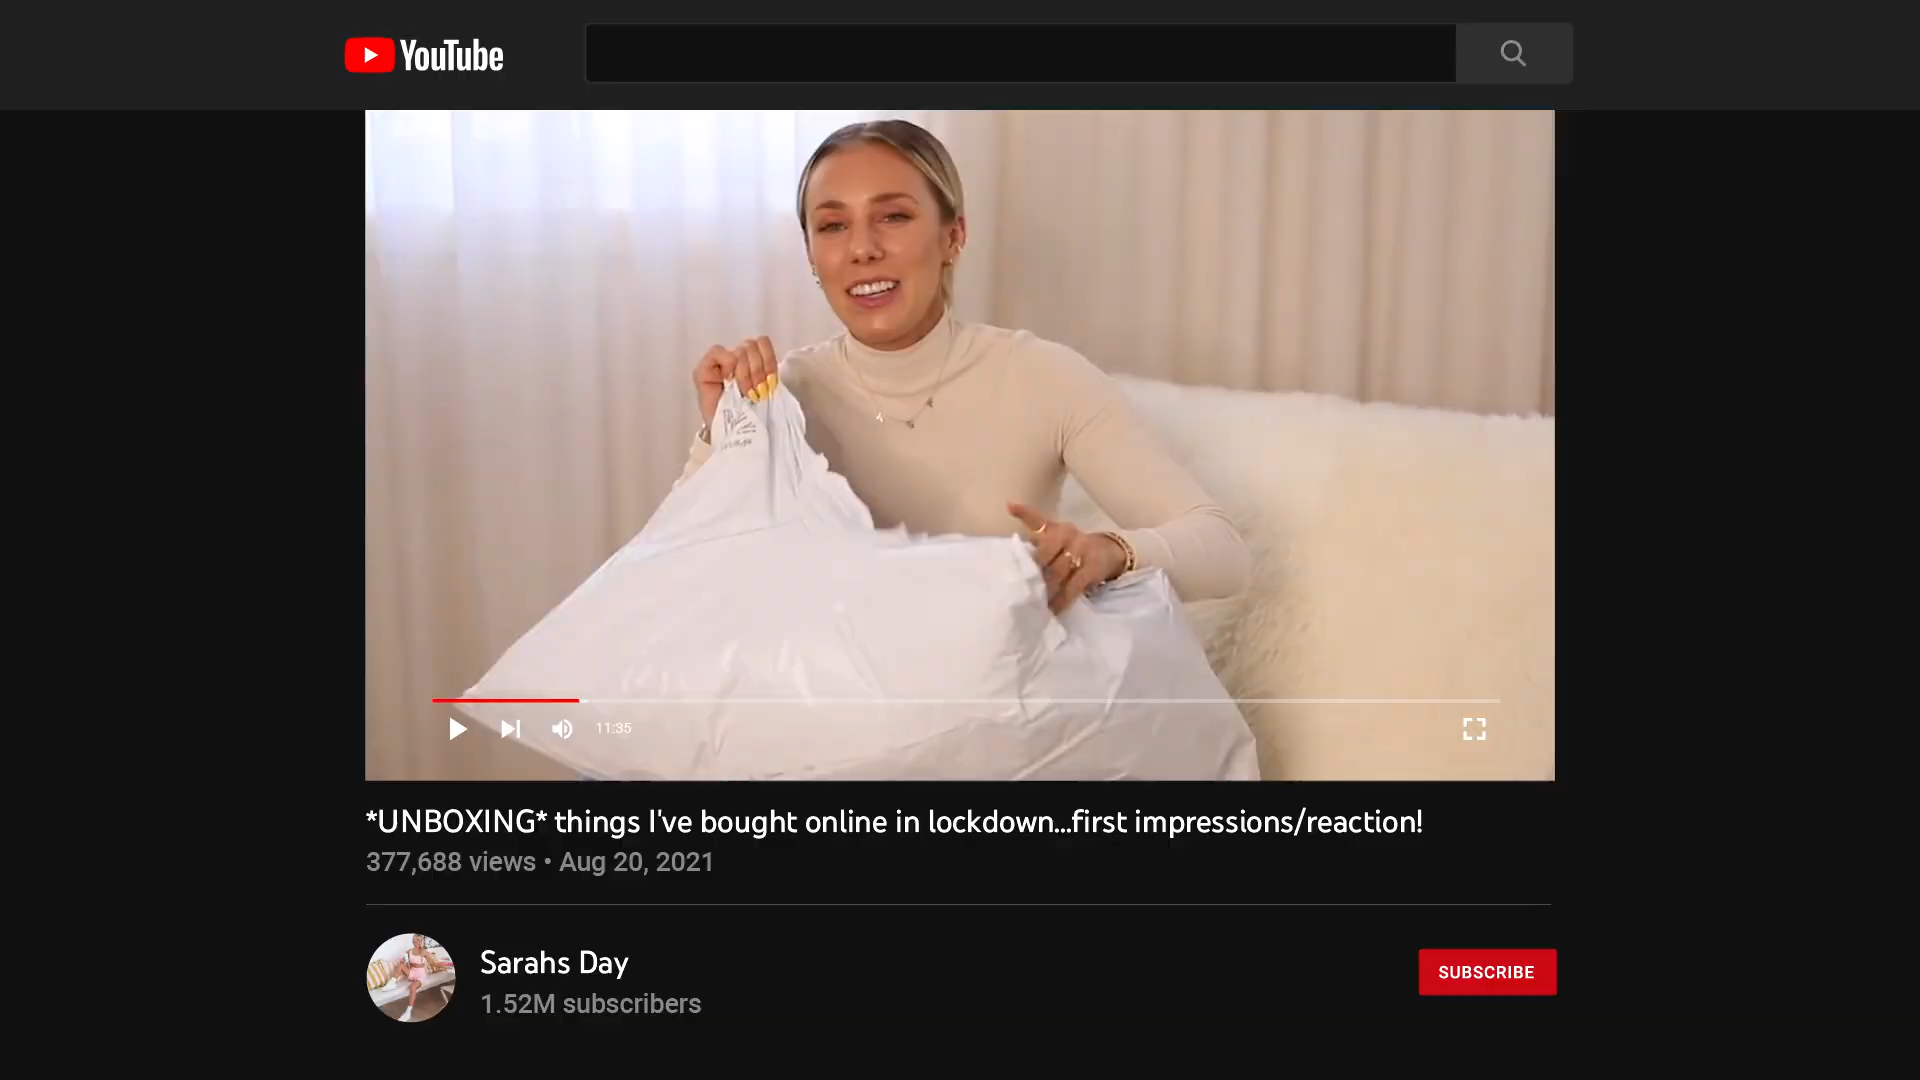 YouTube
11:35
*UNBOXING* things I've bought online in lockdown...first impressions/reaction!
377,688 views • Aug 20, 2021
Sarahs Day
1.52M subscribers
SUBSCRIBE